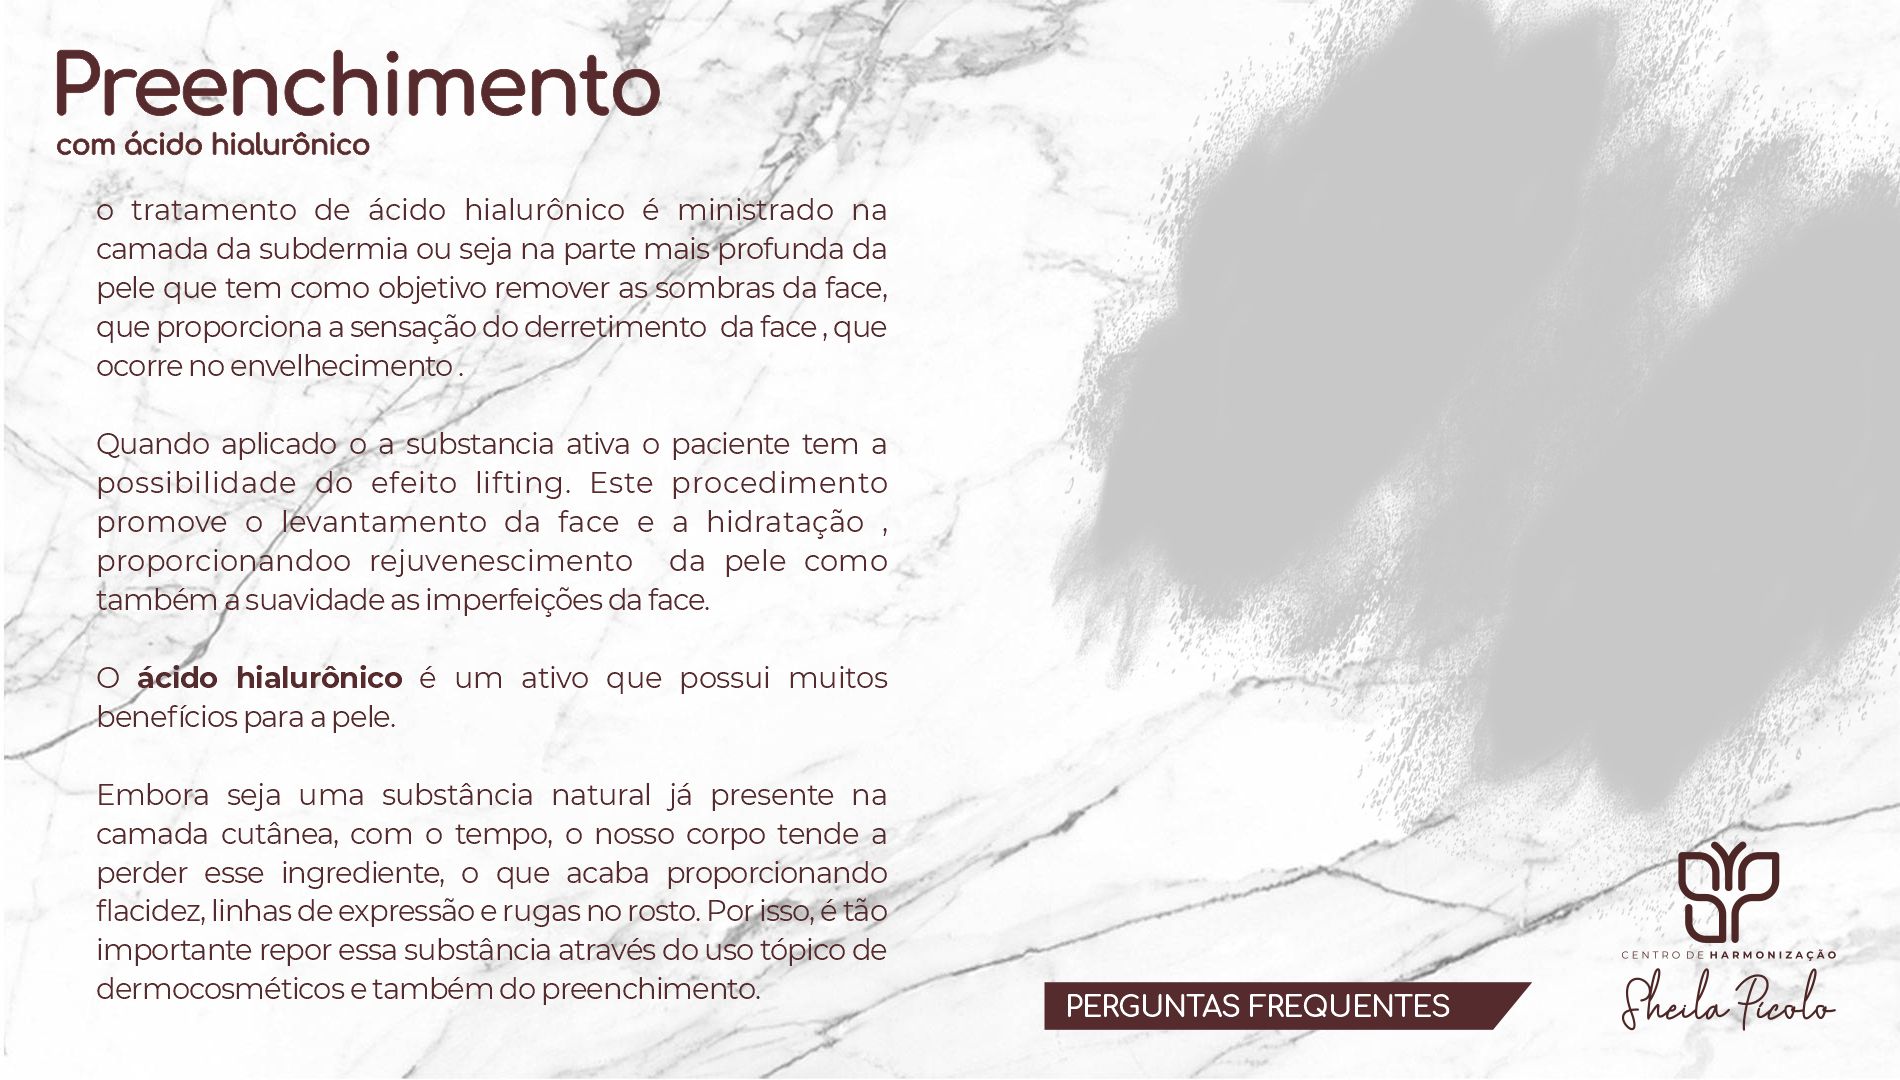 Preenchimento
com ácido hialurônico
o tratamento de ácido hialurônico é ministrado na
camada da subdermia ou seja na parte mais profunda da
pele que tem como objetivo remover as sombras da face,
que proporciona a sensação do derretimento  da face , que
ocorre no envelhecimento .
Quando aplicado o a substancia ativa o paciente tem a
possibilidade do efeito lifting. Este procedimento
promove o levantamento da face e a hidratação ,
proporcionandoo rejuvenescimento  da pele como
também a suavidade as imperfeições da face.
O ácido hialurônico é um ativo que possui muitos
benefícios para a pele.
Embora seja uma substância natural já presente na
camada cutânea, com o tempo, o nosso corpo tende a
perder esse ingrediente, o que acaba proporcionando
flacidez, linhas de expressão e rugas no rosto. Por isso, é tão
importante repor essa substância através do uso tópico de
dermocosméticos e também do preenchimento.
PERGUNTAS FREQUENTES
CENTRO DE HARMONIZAÇÃO
Sheila Picolo